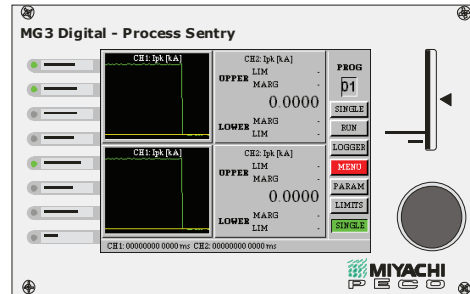 MG3 Digital - Process Sentry
CH1: Ipk [kA]
CH2: Ipk [kA]
UPPER
LIM -
MARG -
0.0000
LOWER
MARG -
LIM -
PROG
01
SINGLE
RUN
LOGGER
MENU
PARAM
LIMITS
SINGLE
CH1: Ipk [kA]
CH2: Ipk [kA]
UPPER
LIM -
MARG -
0.0000
LOWER
MARG -
LIM -
CH1: 00000000 0000 ms CH2: 00000000 0000 ms
MIYACHI
PECO